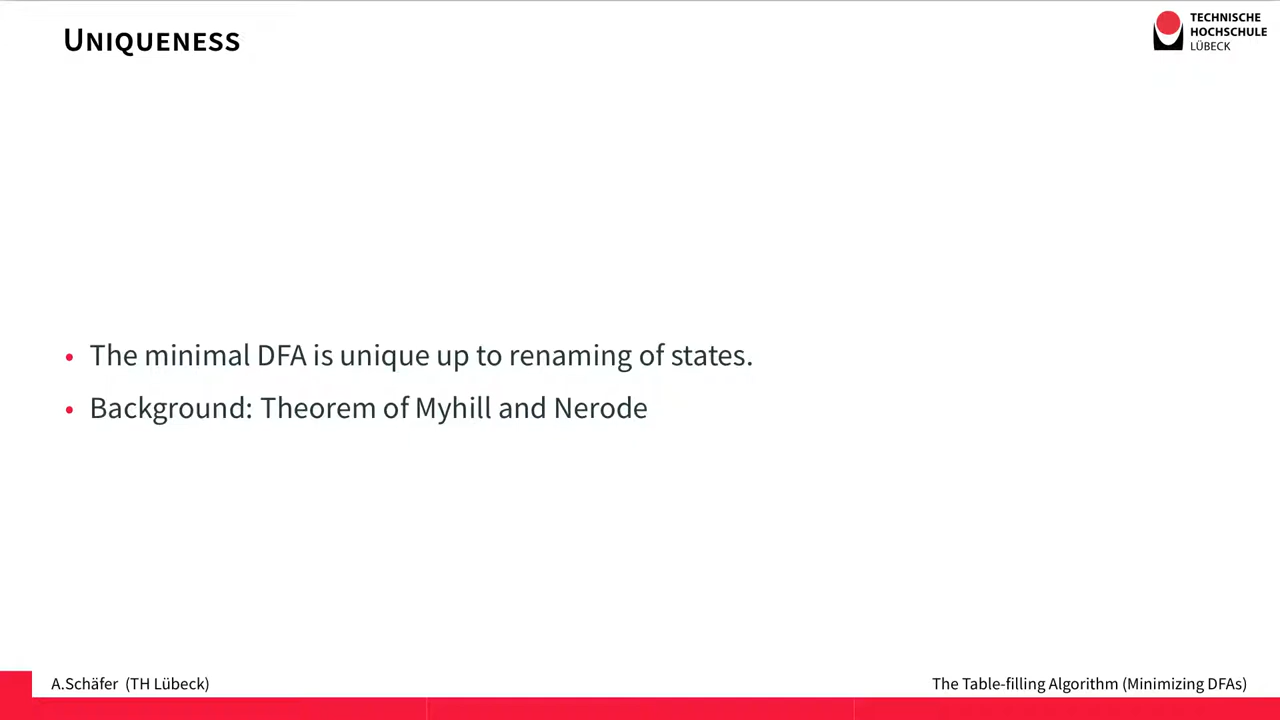 UNIQUENESS
TECHNISCHE
HOCHSCHULE
LÜBECK
• The minimal DFA is unique up to renaming of states.
• Background: Theorem of Myhill and Nerode
A.Schäfer (TH Lübeck)
The Table-filling Algorithm (Minimizing DFAs)